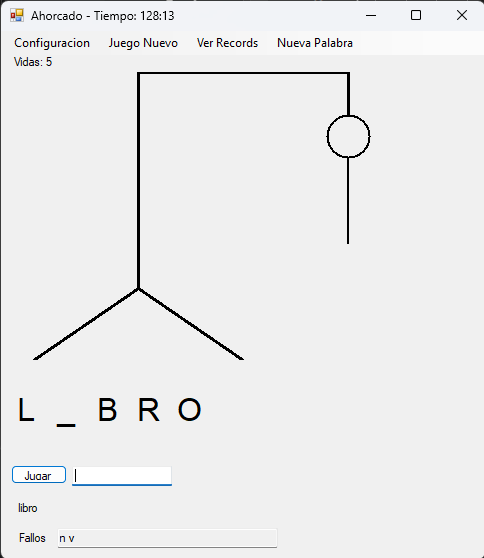 Ahorcado - Tiempo: 128:13
Configuracion Juego Nuevo Ver Records Nueva Palabra
Vidas: 5
L _ B R O
Jugar
libro
Fallos n v